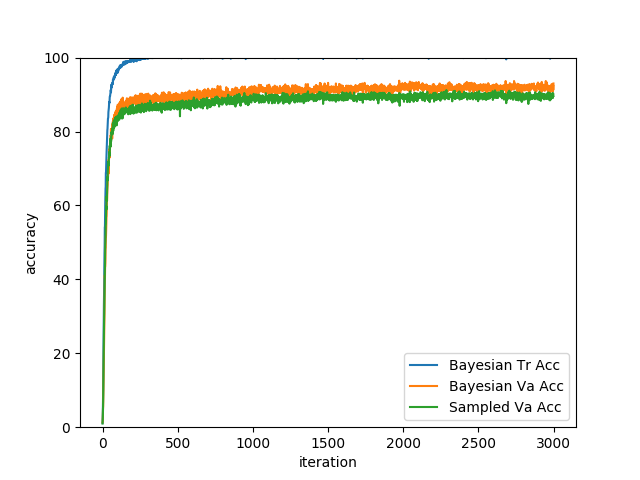 100
80
60
40
20
0
accuracy
0 500 1000 1500 2000 2500 3000
iteration
Bayesian Tr Acc
Bayesian Va Acc
Sampled Va Acc